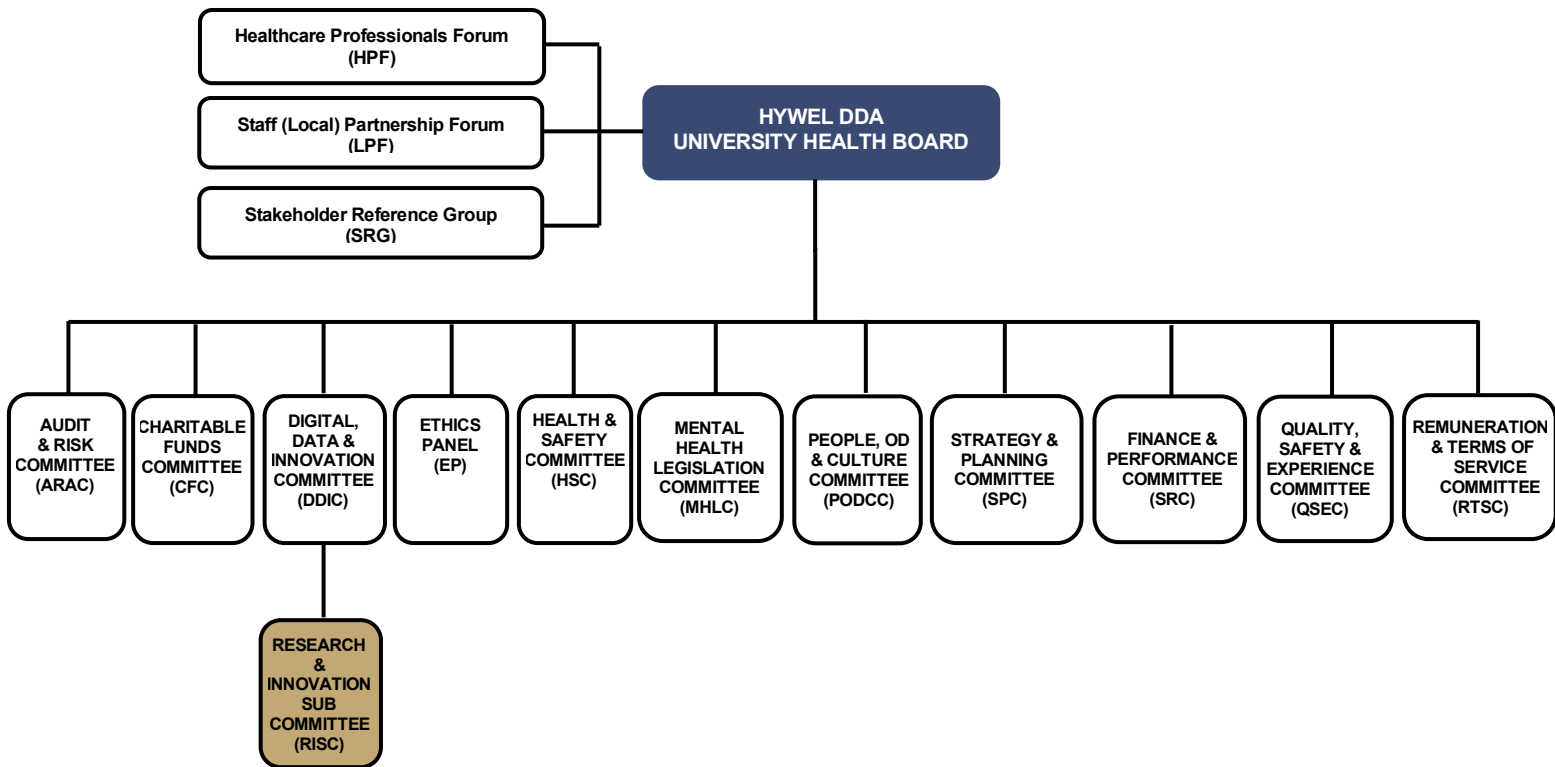 Healthcare Professionals Forum
(HPF)
HYWEL DDA
UNIVERSITY HEALTH BOARD
Staff (Local) Partnership Forum
(LPF)
Stakeholder Reference Group
(SRG)
AUDIT
& RISK
COMMITTEE
(ARAC)
CHARITABLE
FUNDS
COMMITTEE
(CFC)
DIGITAL,
DATA &
INNOVATION
COMMITTEE
(DDIC)
ETHICS
PANEL
(EP)
HEALTH &
SAFETY
COMMITTEE
(HSC)
MENTAL
HEALTH
LEGISLATION
COMMITTEE
(MHLC)
PEOPLE, OD
& CULTURE
COMMITTEE
(PODCC)
STRATEGY &
PLANNING
COMMITTEE
(SPC)
FINANCE &
PERFORMANCE
COMMITTEE
(SRC)
QUALITY,
SAFETY &
EXPERIENCE
COMMITTEE
(QSEC)
REMUNERATION
& TERMS OF
SERVICE
COMMITTEE
(RTSC)
RESEARCH
&
INNOVATION
SUB
COMMITTEE
(RISC)